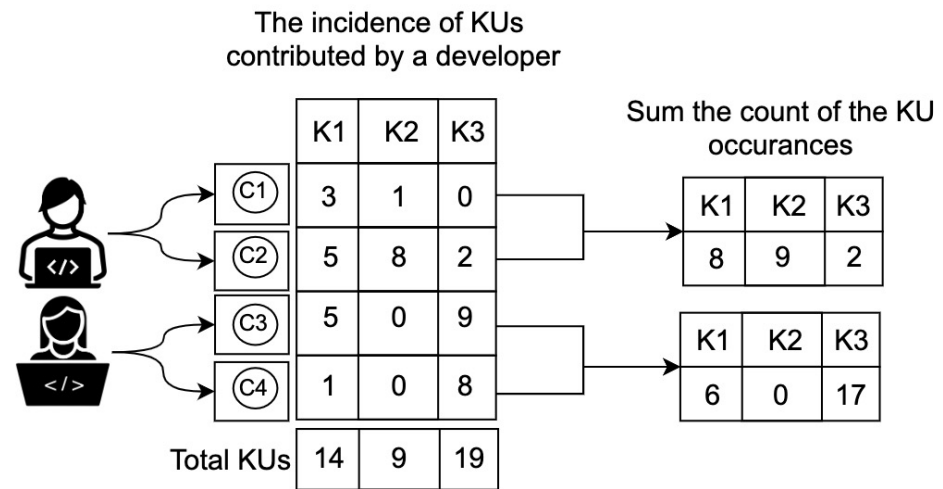 The incidence of KUs
contributed by a developer
K1 K2 K3
C1 3 1 0
</> C2 5 8 2
C3 5 0 9
</> C4 1 0 8
Total KUs 14 9 19
Sum the count of the KU
occurances
K1 K2 K3
8 9 2
K1 K2 K3
6 0 17